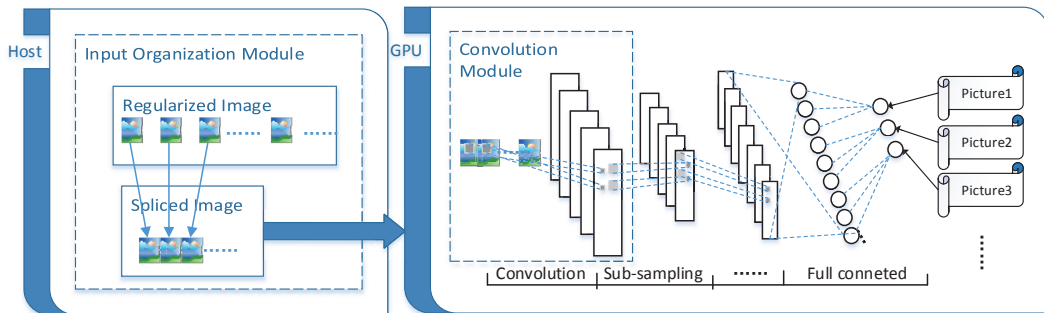 Host
Input Organization Module
Regularized Image
Spliced Image
GPU
Convolution
Module
Picture1
Picture2
Picture3
Convolution
Sub-sampling
Full conneted